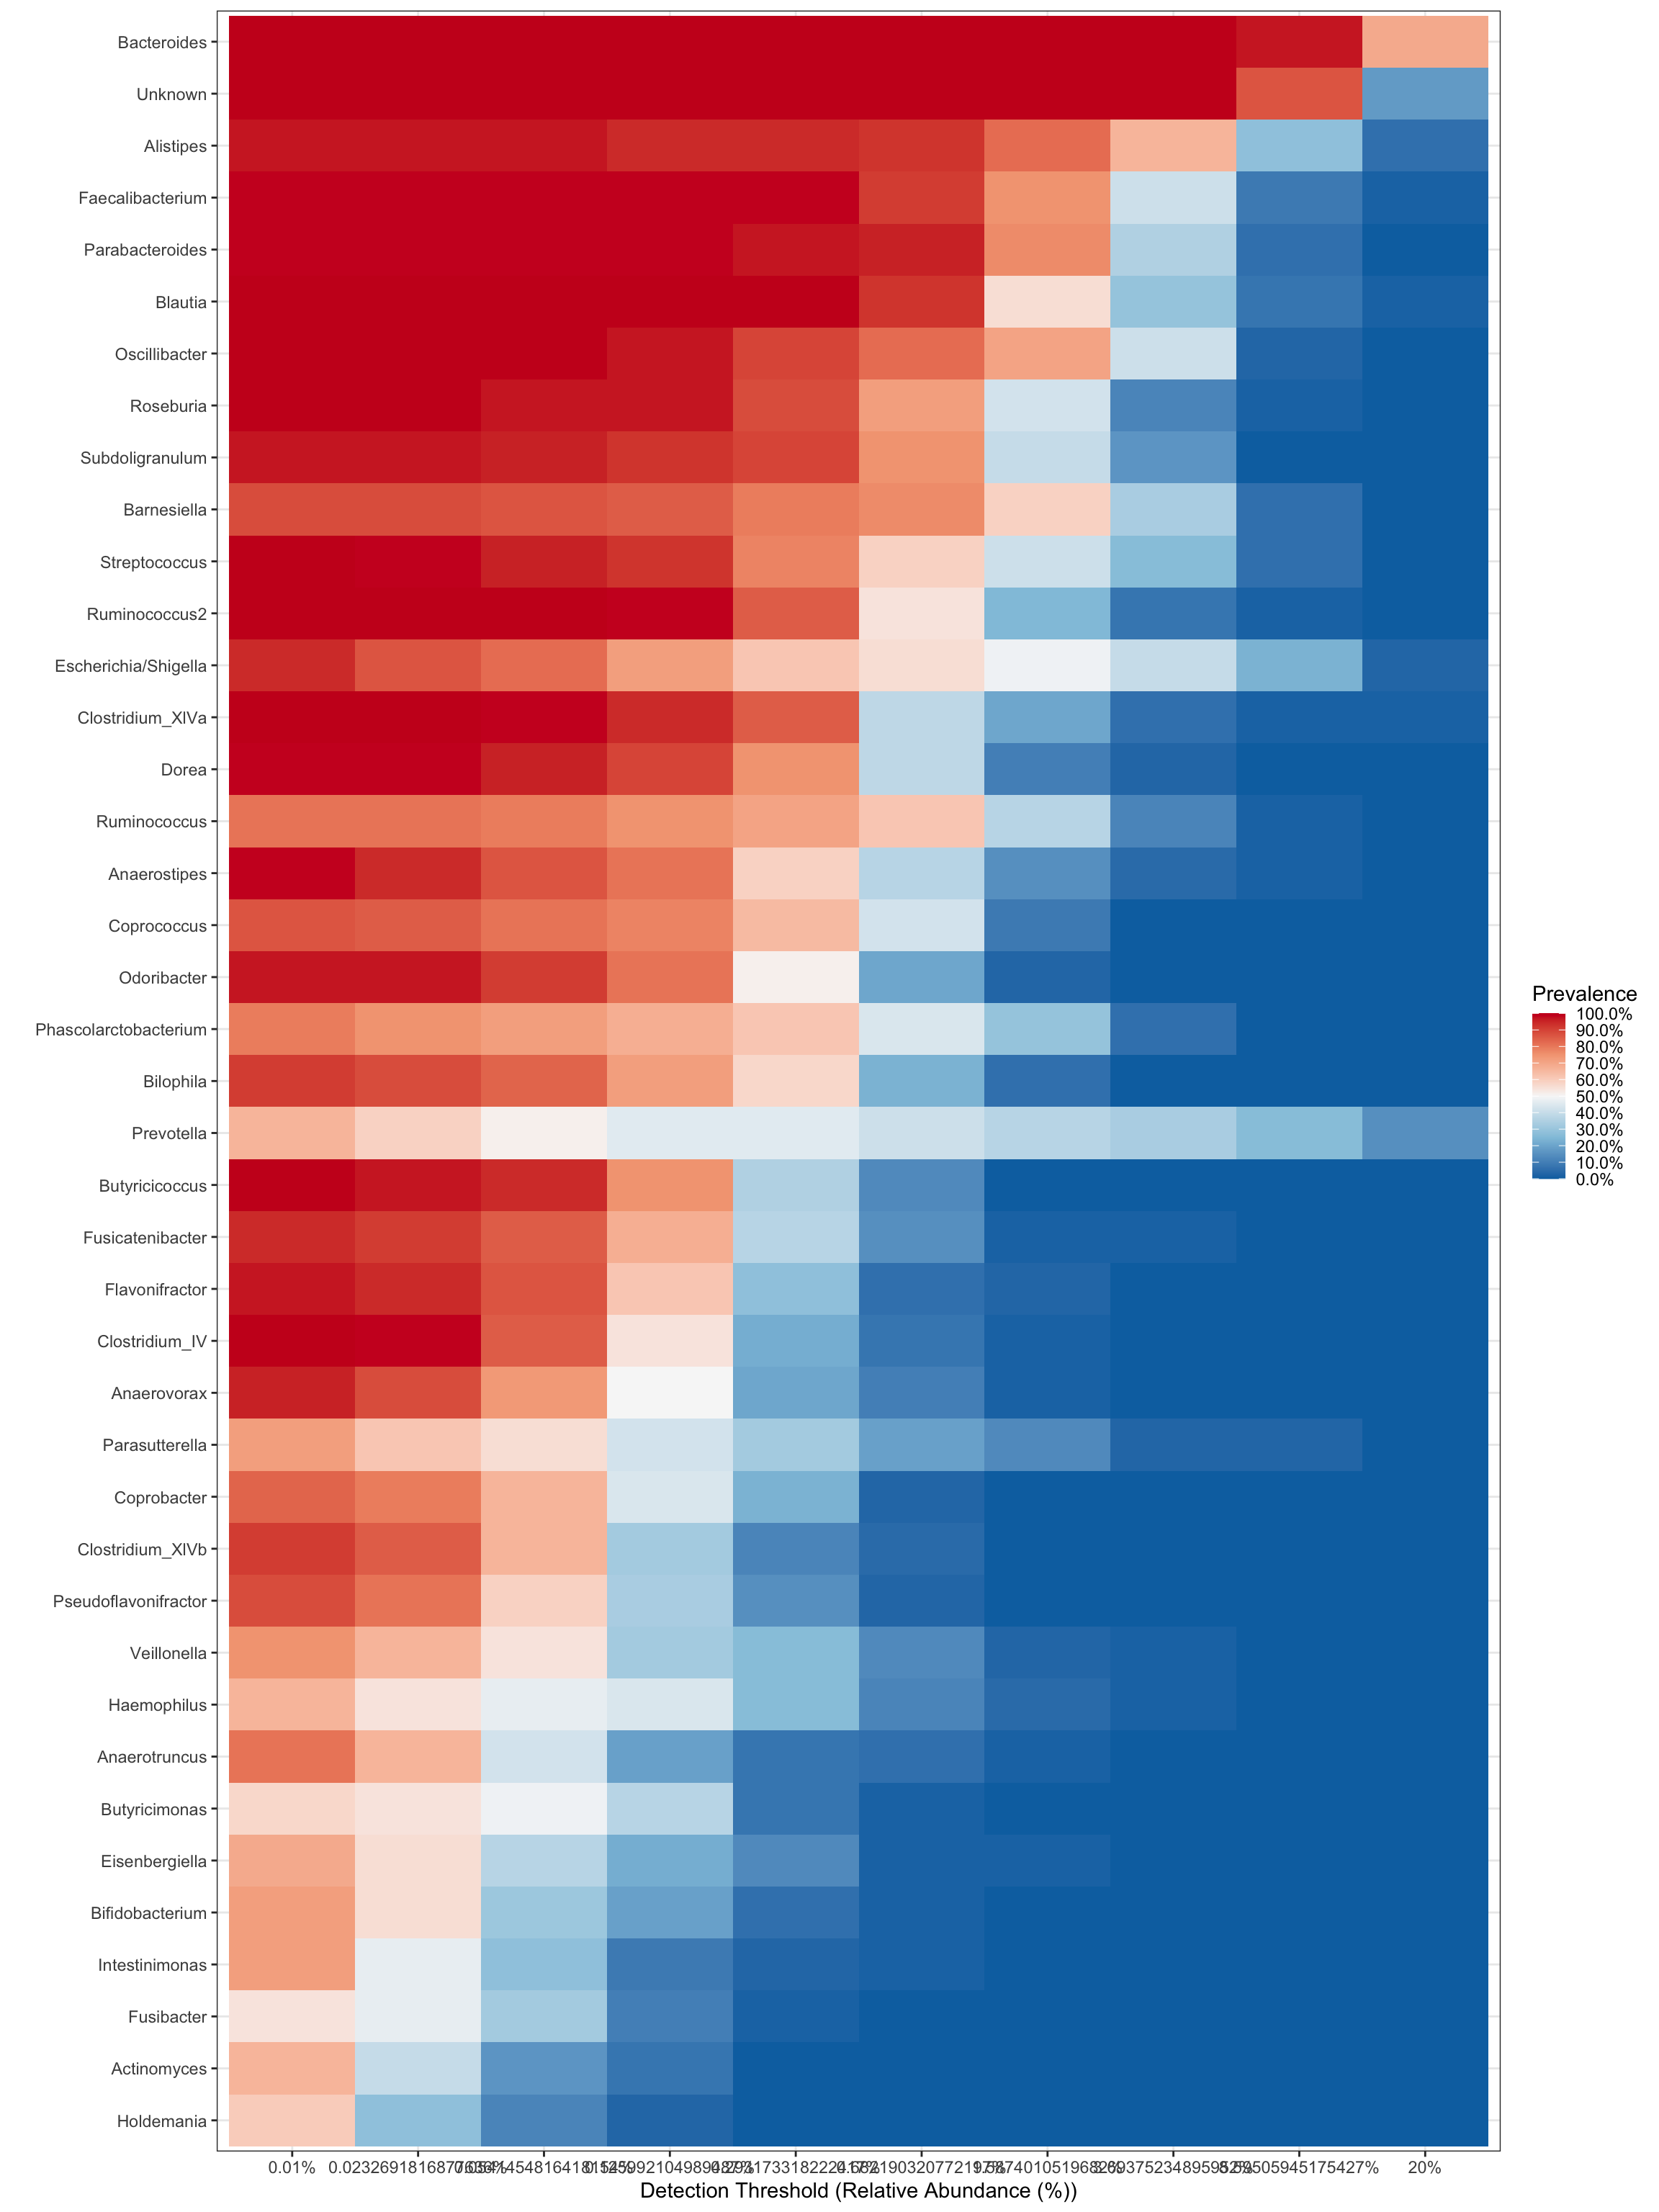 Bacteroides
Unknown
Alistipes
Faecalibacterium
Parabacteroides
Blautia
Oscillibacter
Roseburia
Subdoligranulum
Barnesiella
Streptococcus
Ruminococcus2
Escherichia/Shigella
Clostridium_XlVa
Dorea
Ruminococcus
Anaerostipes
Coprococcus
Odoribacter
Phascolarctobacterium
Bilophila
Prevotella
Butyricicoccus
Fusicatenibacter
Flavonifractor
Clostridium_IV
Anaerovorax
Parasutterella
Coprobacter
Clostridium_XlVb
Pseudoflavonifractor
Veillonella
Haemophilus
Anaerotruncus
Butyricimonas
Eisenbergiella
Bifidobacterium
Intestinimonas
Fusibacter
Actinomyces
Holdemania
Prevalence
100.0%
90.0%
80.0%
70.0%
60.0%
50.0%
40.0%
30.0%
20.0%
10.0%
0.0%
0.01% 20%
Detection Threshold (Relative Abundance (%))